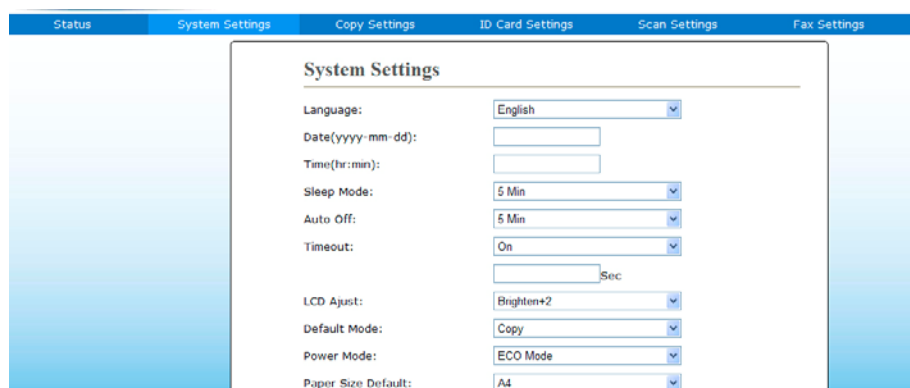 Status System Settings Copy Settings ID Card Settings Scan Settings Fax Settings
System Settings
Language: English
Date(yyyy-mm-dd):
Time(hr:min):
Sleep Mode: 5 Min
Auto Off: 5 Min
Timeout: On
Sec
LCD Ajust: Brighten+2
Default Mode: Copy
Power Mode: ECO Mode
Paper Size Default: A4